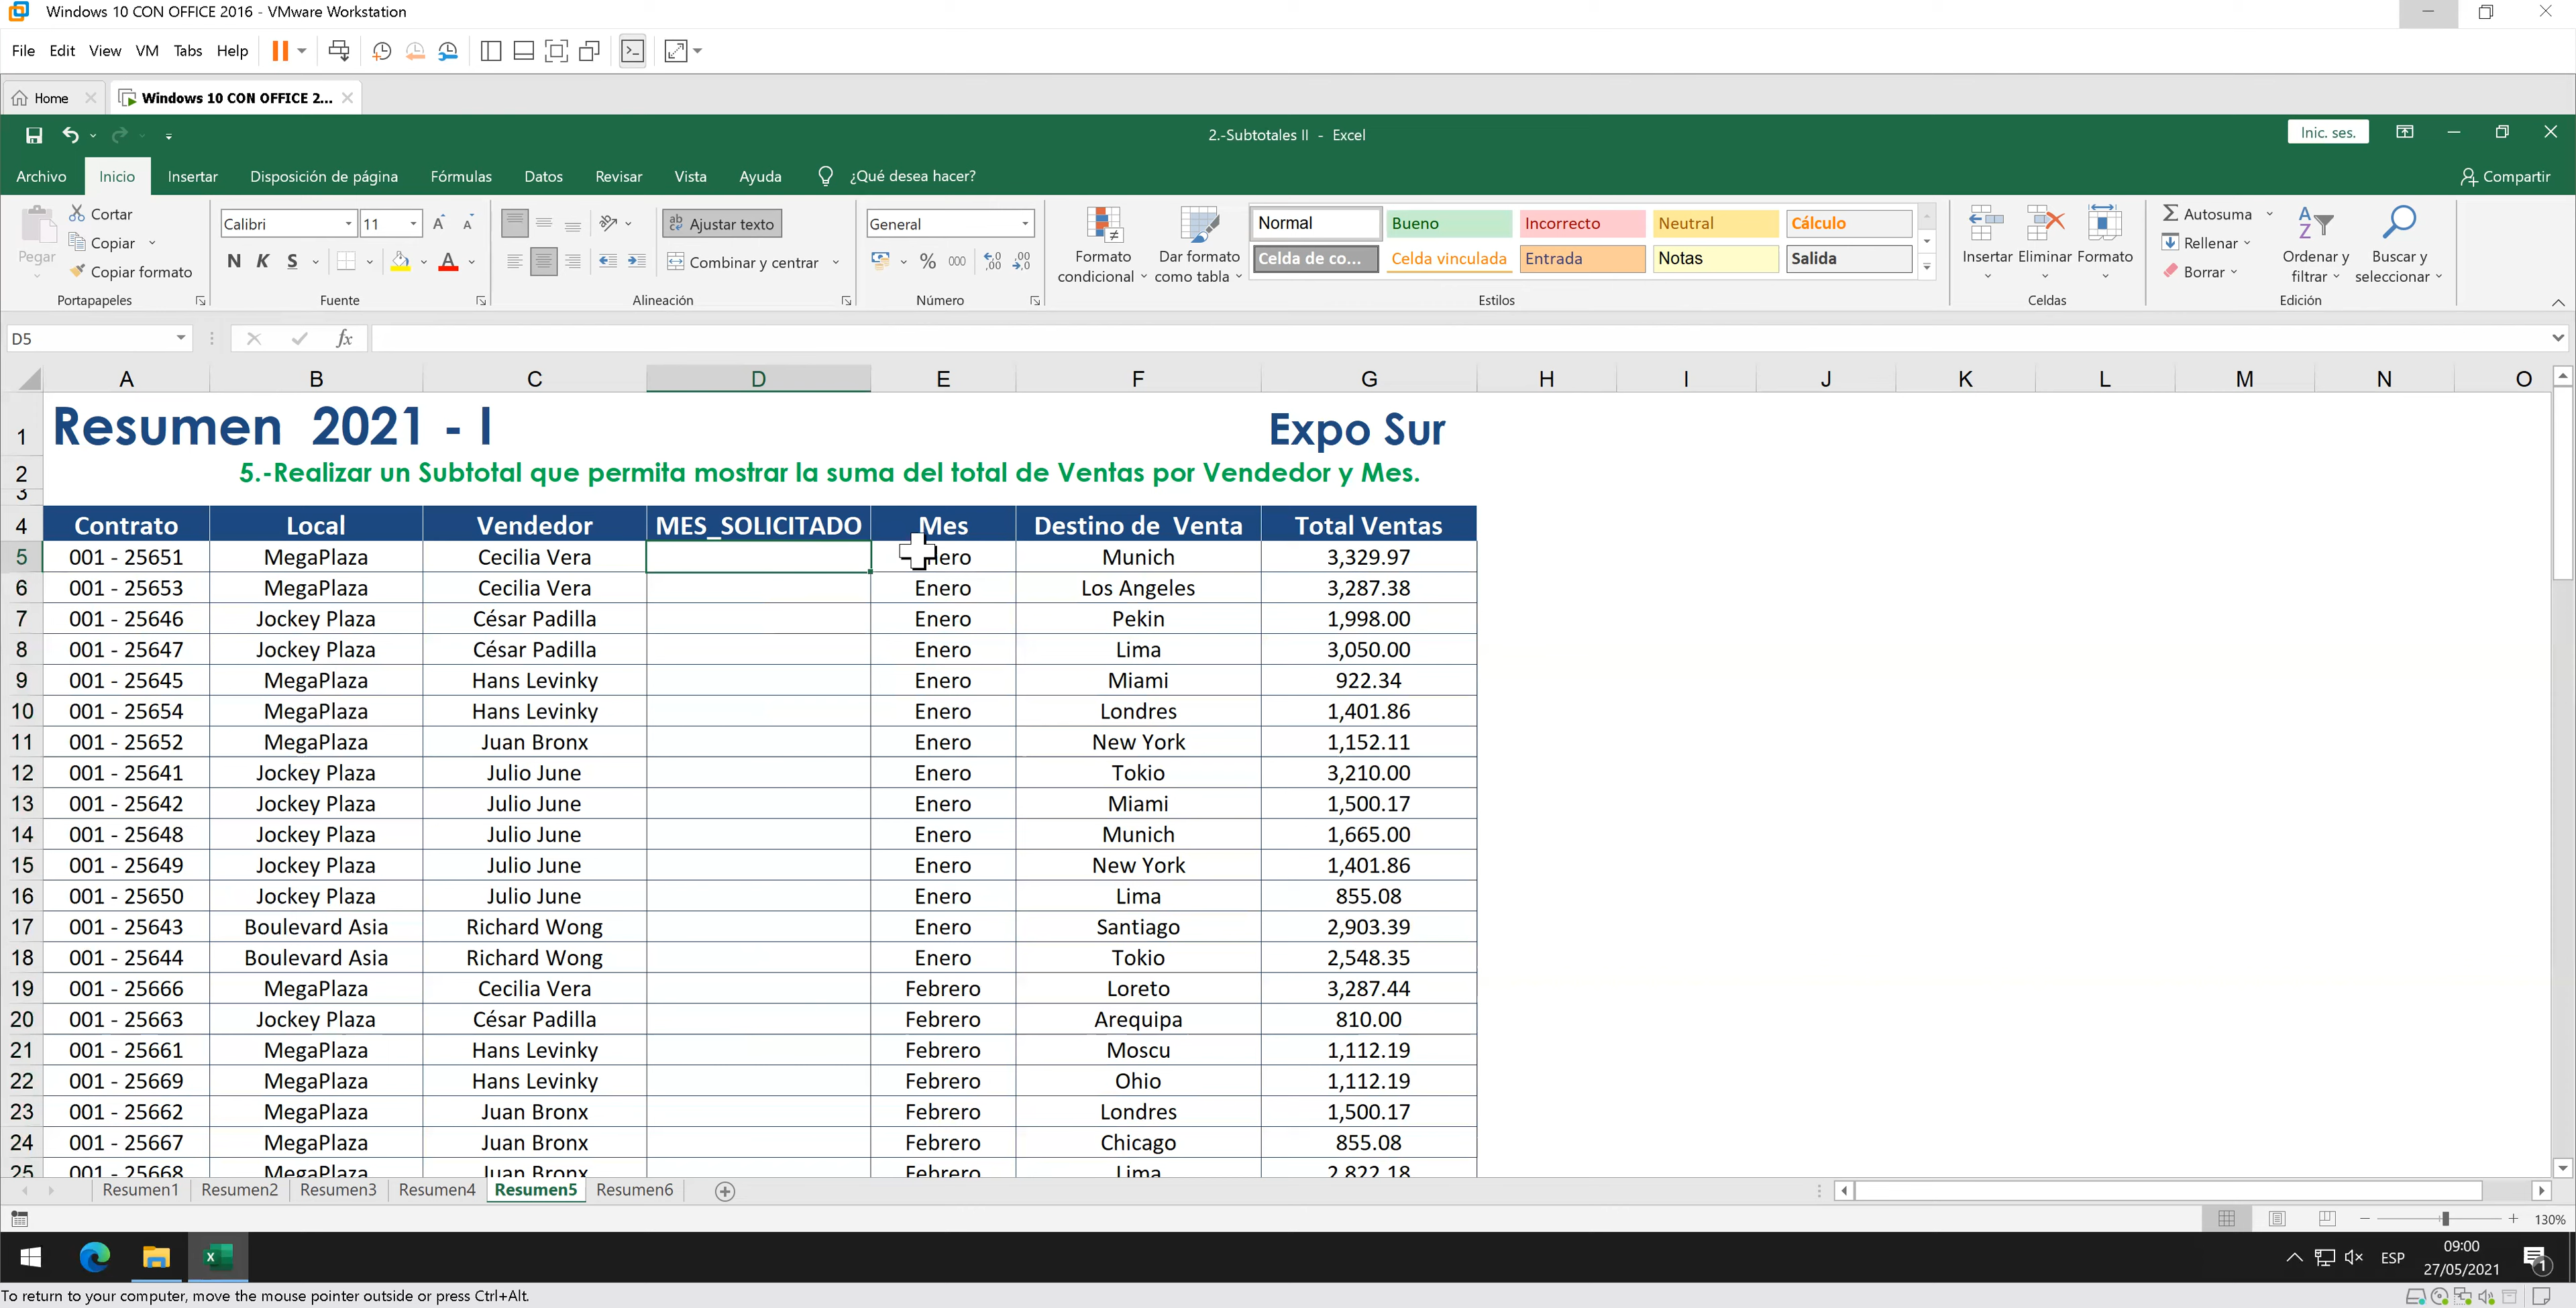 Windows 10 CON OFFICE 2016 - VMware Workstation
File Edit View VM Tabs Help
Home Windows 10 CON OFFICE 2...
2.-Subtotales II - Excel Inic. ses.
Archivo Inicio Insertar Disposición de página Fórmulas Datos Revisar Vista Ayuda ¿Qué desea hacer? Compartir
Pegar Cortar Copiar Copiar formato
Portapapeles
Calibri 11
N K S
Fuente
Ajustar texto
Combinar y centrar
Alineación
General
% 000
Número
Formato condicional
Dar formato como tabla
Normal Bueno Incorrecto Neutral Cálculo
Celda de co... Celda vinculada Entrada Notas Salida
Estilos
Insertar Eliminar Formato
Celdas
Autosuma Rellenar Borrar
Ordenar y filtrar
Buscar y seleccionar
Edición
D5 fx
A B C D E F G H I J K L M N O
1 Resumen 2021 - I Expo Sur
2 5.-Realizar un Subtotal que permita mostrar la suma del total de Ventas por Vendedor y Mes.
3
4 Contrato Local Vendedor MES_SOLICITADO Mes Destino de Venta Total Ventas
5 001 - 25651 MegaPlaza Cecilia Vera Enero Munich 3,329.97
6 001 - 25653 MegaPlaza Cecilia Vera Enero Los Angeles 3,287.38
7 001 - 25646 Jockey Plaza César Padilla Enero Pekin 1,998.00
8 001 - 25647 Jockey Plaza César Padilla Enero Lima 3,050.00
9 001 - 25645 MegaPlaza Hans Levinky Enero Miami 922.34
10 001 - 25654 MegaPlaza Hans Levinky Enero Londres 1,401.86
11 001 - 25652 MegaPlaza Juan Bronx Enero New York 1,152.11
12 001 - 25641 Jockey Plaza Julio June Enero Tokio 3,210.00
13 001 - 25642 Jockey Plaza Julio June Enero Miami 1,500.17
14 001 - 25648 Jockey Plaza Julio June Enero Munich 1,665.00
15 001 - 25649 Jockey Plaza Julio June Enero New York 1,401.86
16 001 - 25650 Jockey Plaza Julio June Enero Lima 855.08
17 001 - 25643 Boulevard Asia Richard Wong Enero Santiago 2,903.39
18 001 - 25644 Boulevard Asia Richard Wong Enero Tokio 2,548.35
19 001 - 25666 MegaPlaza Cecilia Vera Febrero Loreto 3,287.44
20 001 - 25663 Jockey Plaza César Padilla Febrero Arequipa 810.00
21 001 - 25661 MegaPlaza Hans Levinky Febrero Moscu 1,112.19
22 001 - 25669 MegaPlaza Hans Levinky Febrero Ohio 1,112.19
23 001 - 25662 MegaPlaza Juan Bronx Febrero Londres 1,500.17
24 001 - 25667 MegaPlaza Juan Bronx Febrero Chicago 855.08
25 001 - 25668 MegaPlaza Juan Bronx Febrero Lima 2,822.18
Resumen1 Resumen2 Resumen3 Resumen4 Resumen5 Resumen6
130%
ESP 09:00
27/05/2021 1
To return to your computer, move the mouse pointer outside or press Ctrl+Alt.